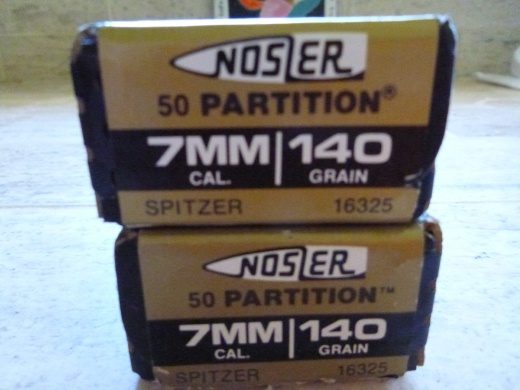 NOSLER
50 PARTITION®
7MM | 140
CAL. GRAIN
SPITZER 16325
NOSLER
50 PARTITION™
7MM | 140
CAL. GRAIN
SPITZER 16325